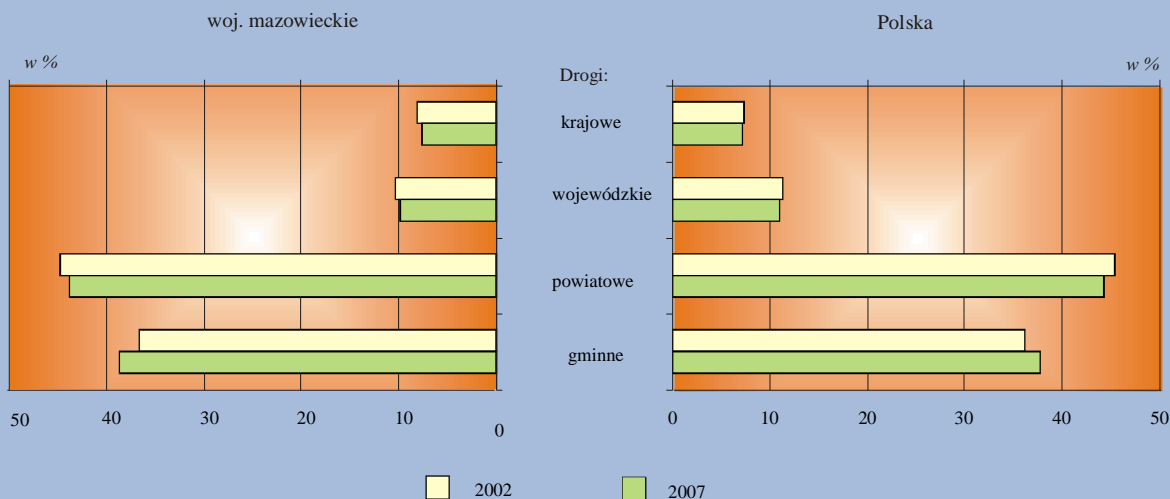 woj. mazowieckie
Polska
w %
w %
Drogi:
krajowe
wojewódzkie
powiatowe
gminne
50 40 30 20 10 0
0 10 20 30 40 50
2002
2007